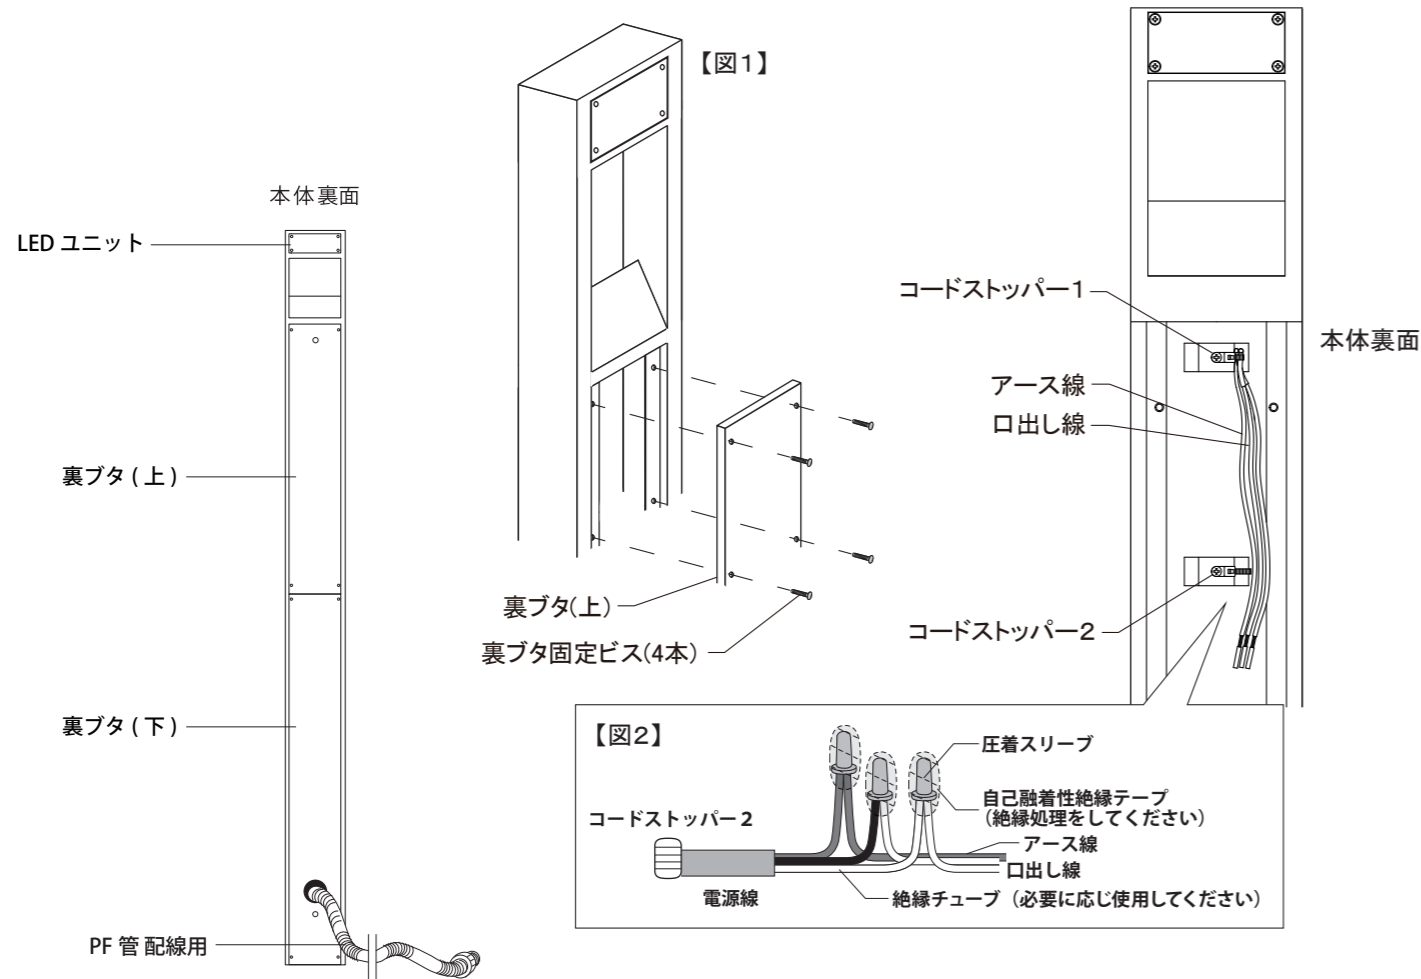 本体裏面
LED ユニット
裏ブタ ( 上 )
裏ブタ ( 下 )
PF 管 配線用
【図1】
裏ブタ(上)
裏ブタ固定ビス(4本)
コードストッパー1
本体裏面
アース線
口出し線
コードストッパー2
【図2】
圧着スリーブ
自己融着性絶縁テープ
(絶縁処理をしてください)
コードストッパー 2
アース線
口出し線
電源線
絶縁チューブ (必要に応じ使用してください)